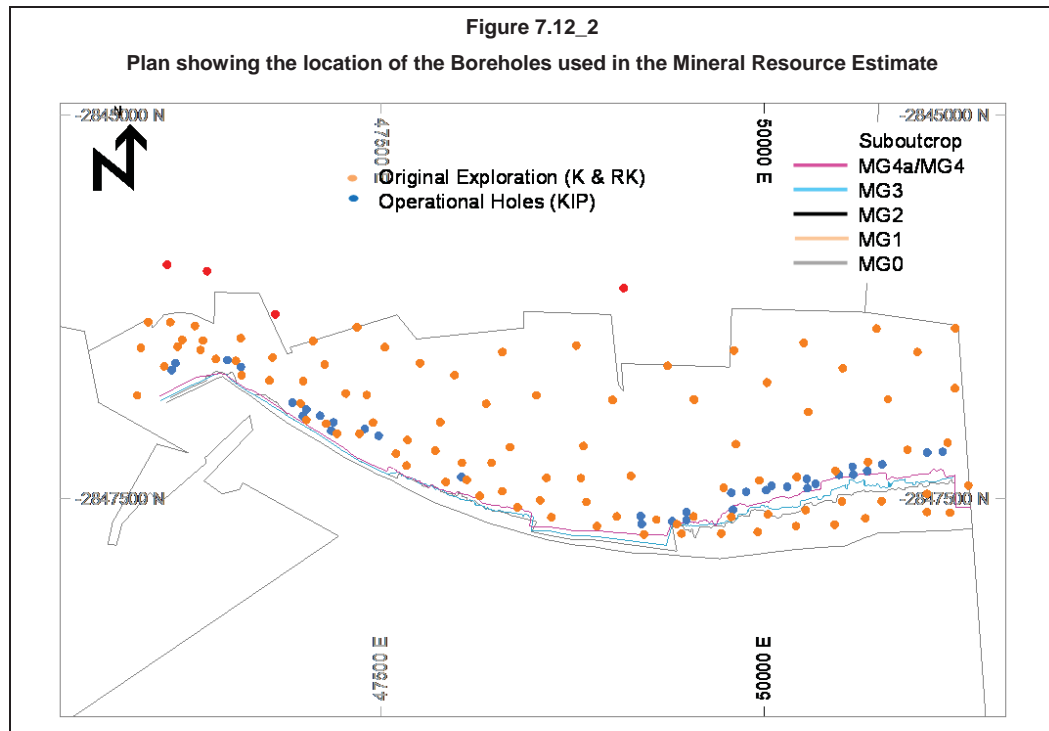 Figure 7.12_2
Plan showing the location of the Boreholes used in the Mineral Resource Estimate
N
-2845000 N
47500 E
50000 E
-2845000 N
Original Exploration (K & RK)
Operational Holes (KIP)
Suboutcrop
MG4a/MG4
MG3
MG2
MG1
MG0
-2847500 N
-2847500 N
47500 E
50000 E